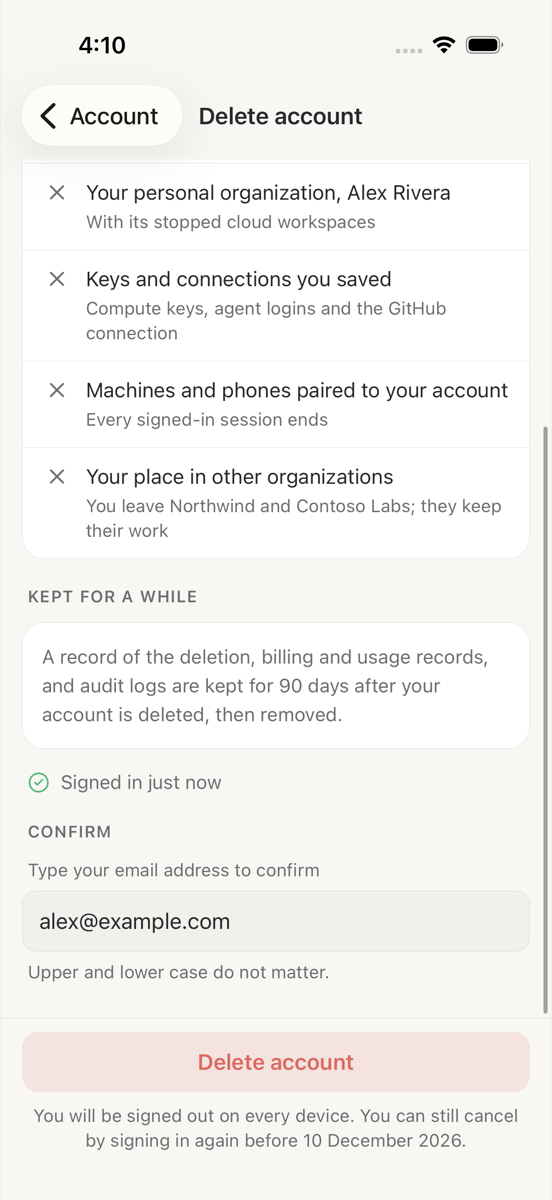 4:10
Account
Delete account
Your personal organization, Alex Rivera
With its stopped cloud workspaces
Keys and connections you saved
Compute keys, agent logins and the GitHub
connection
Machines and phones paired to your account
Every signed-in session ends
Your place in other organizations
You leave Northwind and Contoso Labs; they keep
their work
KEPT FOR A WHILE
A record of the deletion, billing and usage records,
and audit logs are kept for 90 days after your
account is deleted, then removed.
Signed in just now
CONFIRM
Type your email address to confirm
alex@example.com
Upper and lower case do not matter.
Delete account
You will be signed out on every device. You can still cancel
by signing in again before 10 December 2026.